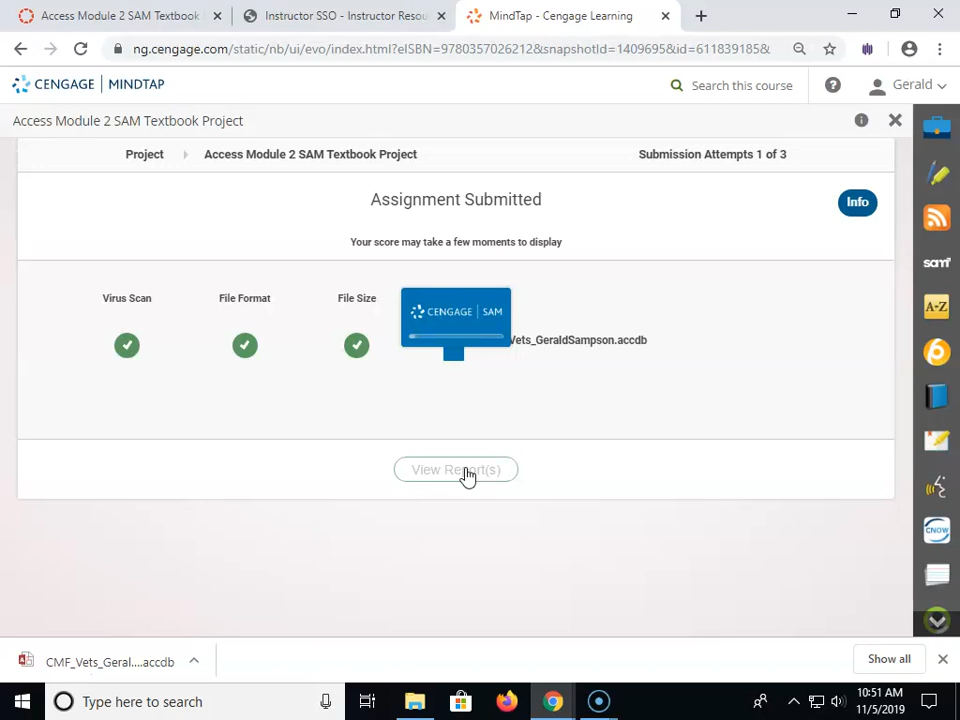 Access Module 2 SAM Textbook
Instructor SSO - Instructor Resou
MindTap - Cengage Learning
ng.cengage.com/static/nb/ui/evo/index.html?eISBN=9780357026212&snapshotId=1409695&id=611839185&
CENGAGE | MINDTAP
Search this course
Gerald
Access Module 2 SAM Textbook Project
Project
Access Module 2 SAM Textbook Project
Submission Attempts 1 of 3
Assignment Submitted
Info
Your score may take a few moments to display
Virus Scan
File Format
File Size
CENGAGE | SAM
Vets_GeraldSampson.accdb
View Report(s)
sam
A-Z
CNOW
CMF_Vets_Geral....accdb
Show all
Type here to search
10:51 AM
11/5/2019